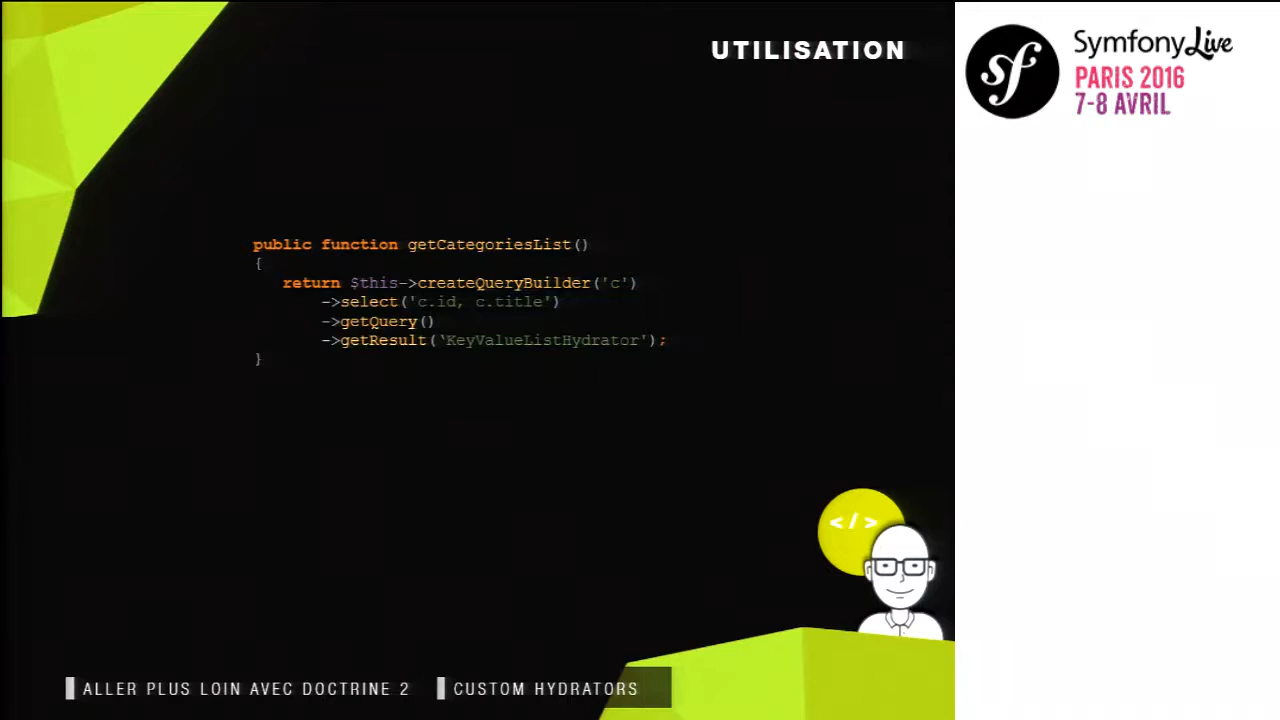 UTILISATION
public function getCategoriesList()
{
return $this->createQueryBuilder('c')
->select('c.id, c.title')
->getQuery()
->getResult(‘KeyValueListHydrator');
}
</>
ALLER PLUS LOIN AVEC DOCTRINE 2
CUSTOM HYDRATORS
sf
SymfonyLive
PARIS 2016
7-8 AVRIL